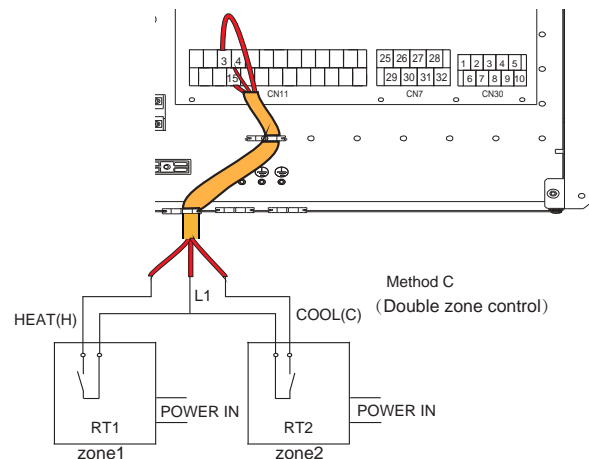 3 4
25 26 27 28
1 2 3 4 5
15
29 30 31 32
6 7 8 9 10
CN11
CN7
CN30
Method C
(Double zone control)
L1
HEAT(H)
COOL(C)
POWER IN
POWER IN
RT1
RT2
zone1
zone2